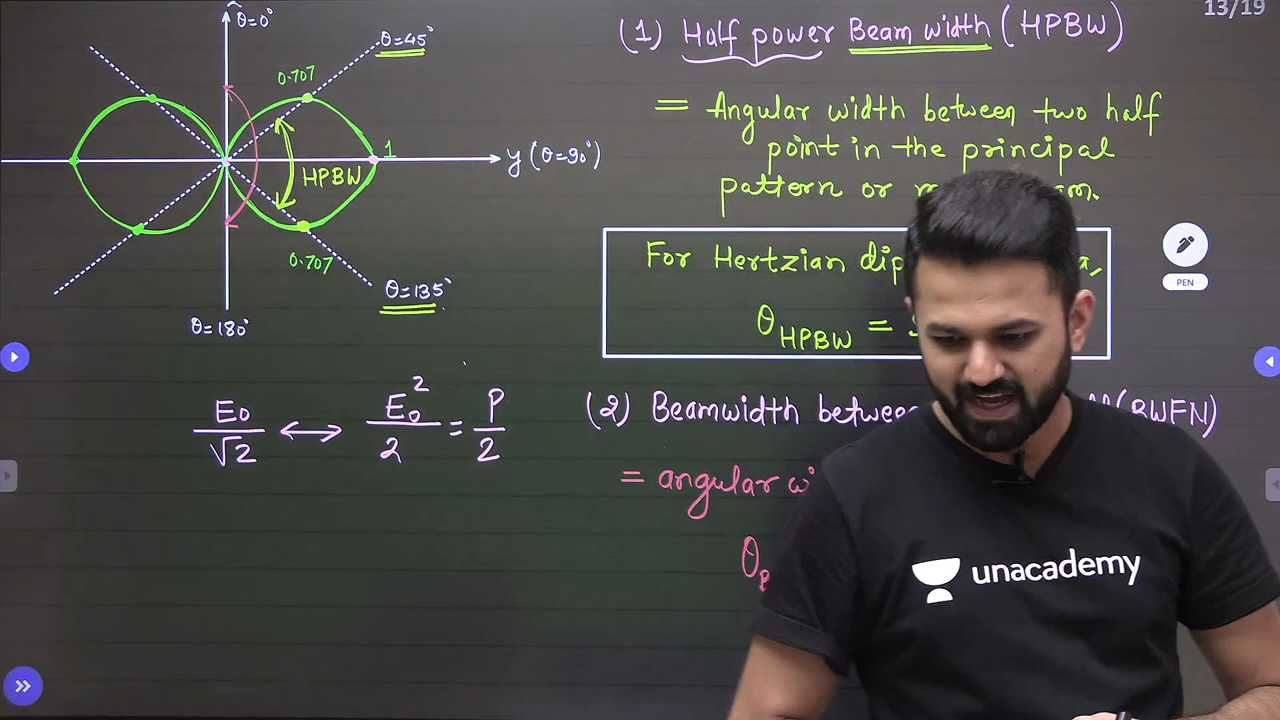 13/19
θ=0°
θ=45°
0.707
1
y (θ=90°)
HPBW
0.707
θ=135°
θ=180°
E₀/√2 ↔ E₀²/2 = P/2
(1) Half power Beam width (HPBW)
= Angular width between two half
point in the principal
pattern or
For Hertzian
θHPBW =
PEN
(2) Beamwidth between (BWFN)
= angular
θ
unacademy